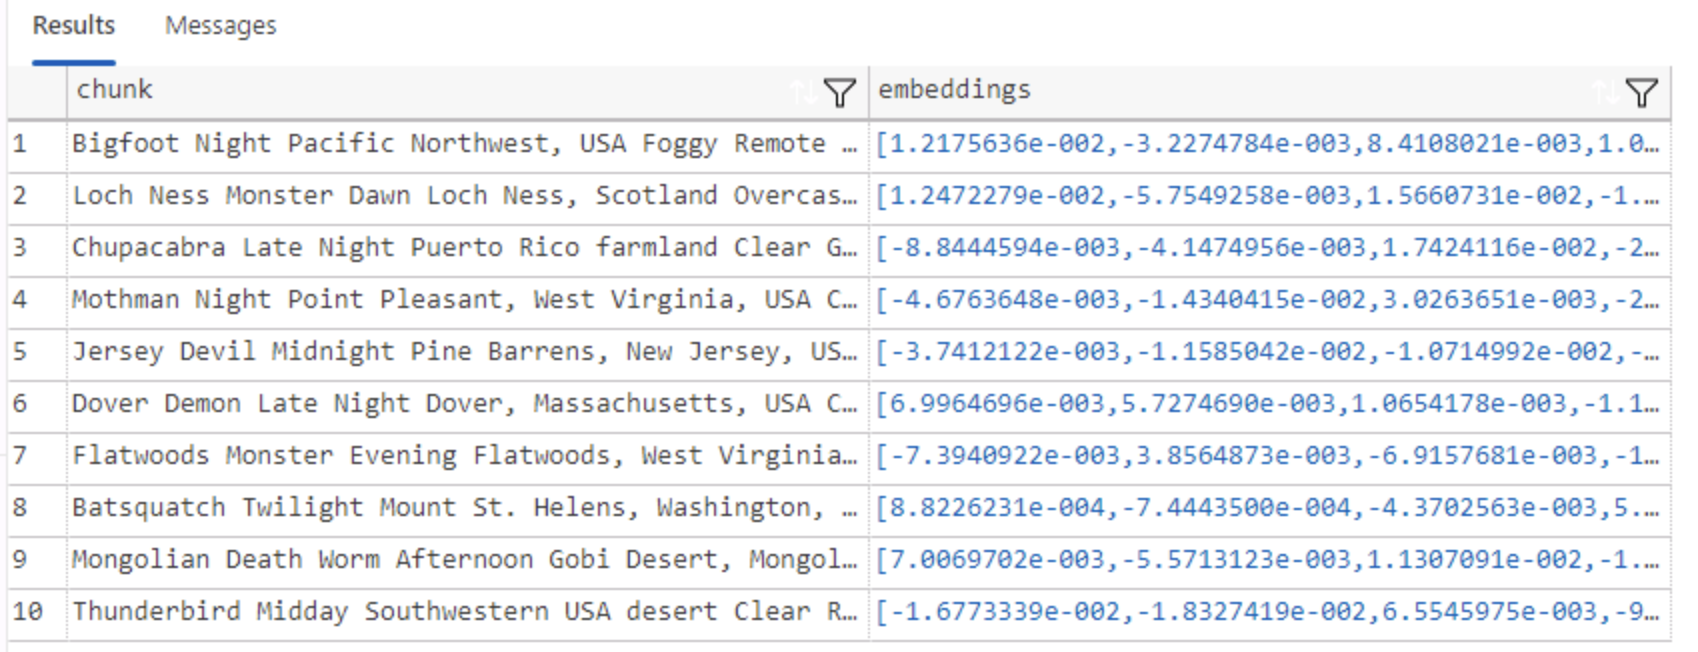 Results Messages
chunk embeddings
1 Bigfoot Night Pacific Northwest, USA Foggy Remote … [1.2175636e-002,-3.2274784e-003,8.4108021e-003,1.0…
2 Loch Ness Monster Dawn Loch Ness, Scotland Overcas… [1.2472279e-002,-5.7549258e-003,1.5660731e-002,-1.…
3 Chupacabra Late Night Puerto Rico farmland Clear G… [-8.8444594e-003,-4.1474956e-003,1.7424116e-002,-2…
4 Mothman Night Point Pleasant, West Virginia, USA C… [-4.6763648e-003,-1.4340415e-002,3.0263651e-003,-2…
5 Jersey Devil Midnight Pine Barrens, New Jersey, US… [-3.7412122e-003,-1.1585042e-002,-1.0714992e-002,-…
6 Dover Demon Late Night Dover, Massachusetts, USA C… [6.9964696e-003,5.7274690e-003,1.0654178e-003,-1.1…
7 Flatwoods Monster Evening Flatwoods, West Virginia… [-7.3940922e-003,3.8564873e-003,-6.9157681e-003,-1…
8 Batsquatch Twilight Mount St. Helens, Washington, … [8.8226231e-004,-7.4443500e-004,-4.3702563e-003,5.…
9 Mongolian Death Worm Afternoon Gobi Desert, Mongol… [7.0069702e-003,-5.5713123e-003,1.1307091e-002,-1.…
10 Thunderbird Midday Southwestern USA desert Clear R… [-1.6773339e-002,-1.8327419e-002,6.5545975e-003,-9…